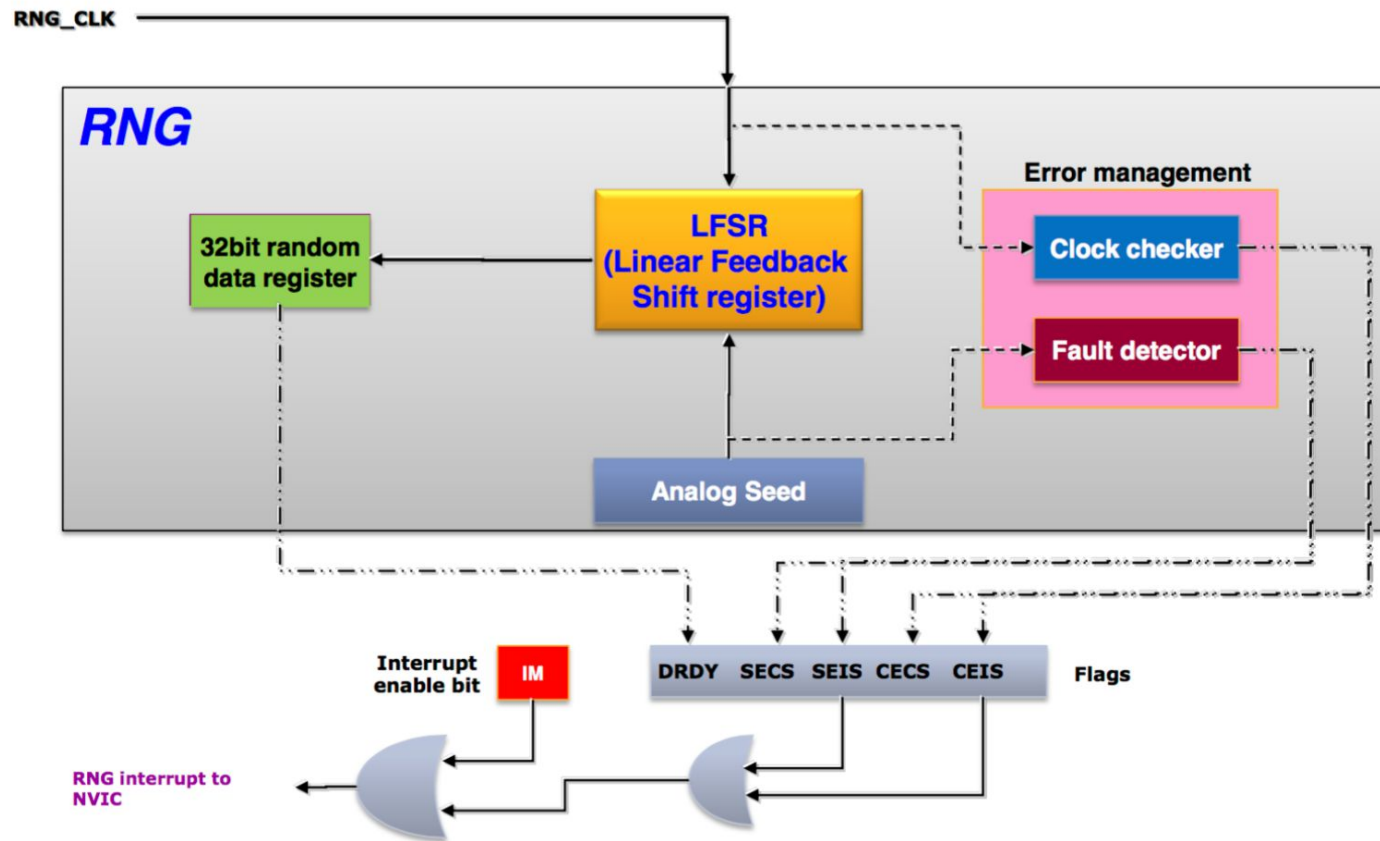 RNG_CLK
RNG
Error management
LFSR
(Linear Feedback
Shift register)
32bit random
data register
Clock checker
Fault detector
Analog Seed
Interrupt
enable bit
IM
DRDY SECS SEIS CECS CEIS
Flags
RNG interrupt to
NVIC